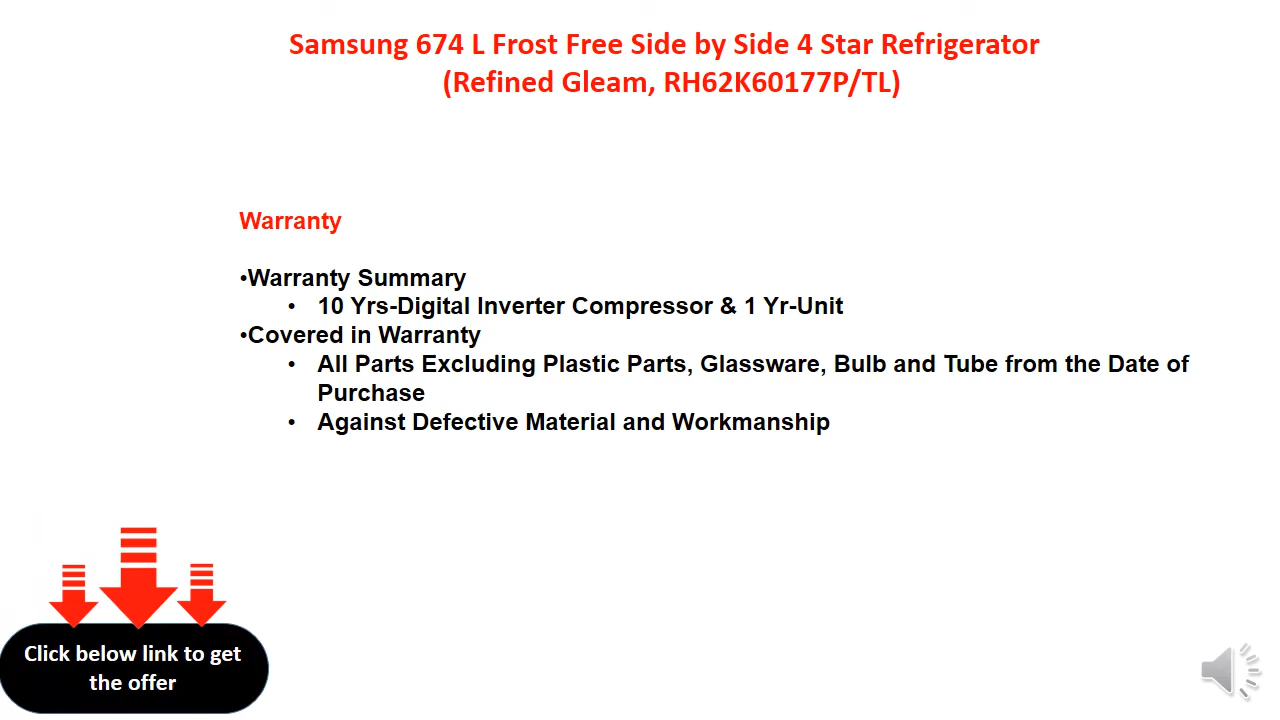 Samsung 674 L Frost Free Side by Side 4 Star Refrigerator
(Refined Gleam, RH62K60177P/TL)
Warranty
•Warranty Summary
• 10 Yrs-Digital Inverter Compressor & 1 Yr-Unit
•Covered in Warranty
• All Parts Excluding Plastic Parts, Glassware, Bulb and Tube from the Date of
Purchase
• Against Defective Material and Workmanship
Click below link to get
the offer